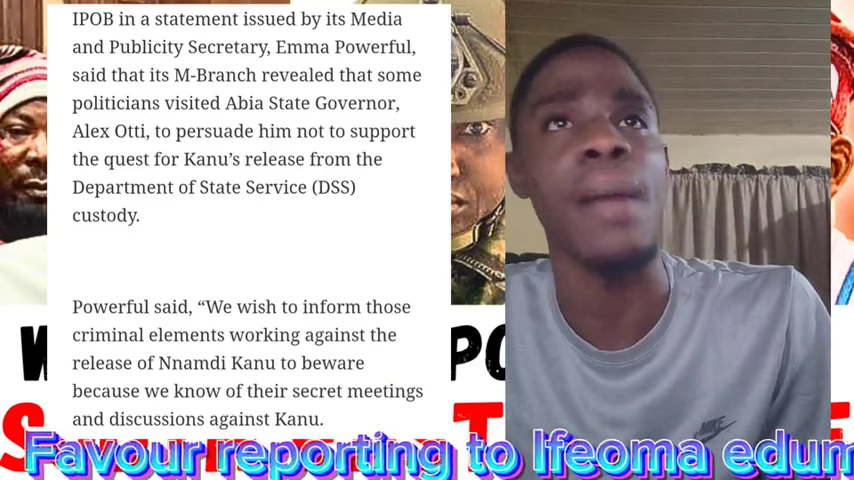 IPOB in a statement issued by its Media
and Publicity Secretary, Emma Powerful,
said that its M-Branch revealed that some
politicians visited Abia State Governor,
Alex Otti, to persuade him not to support
the quest for Kanu’s release from the
Department of State Service (DSS)
custody.
Powerful said, “We wish to inform those
criminal elements working against the
release of Nnamdi Kanu to beware
because we know of their secret meetings
and discussions against Kanu.
Favour reporting to Ifeoma edum